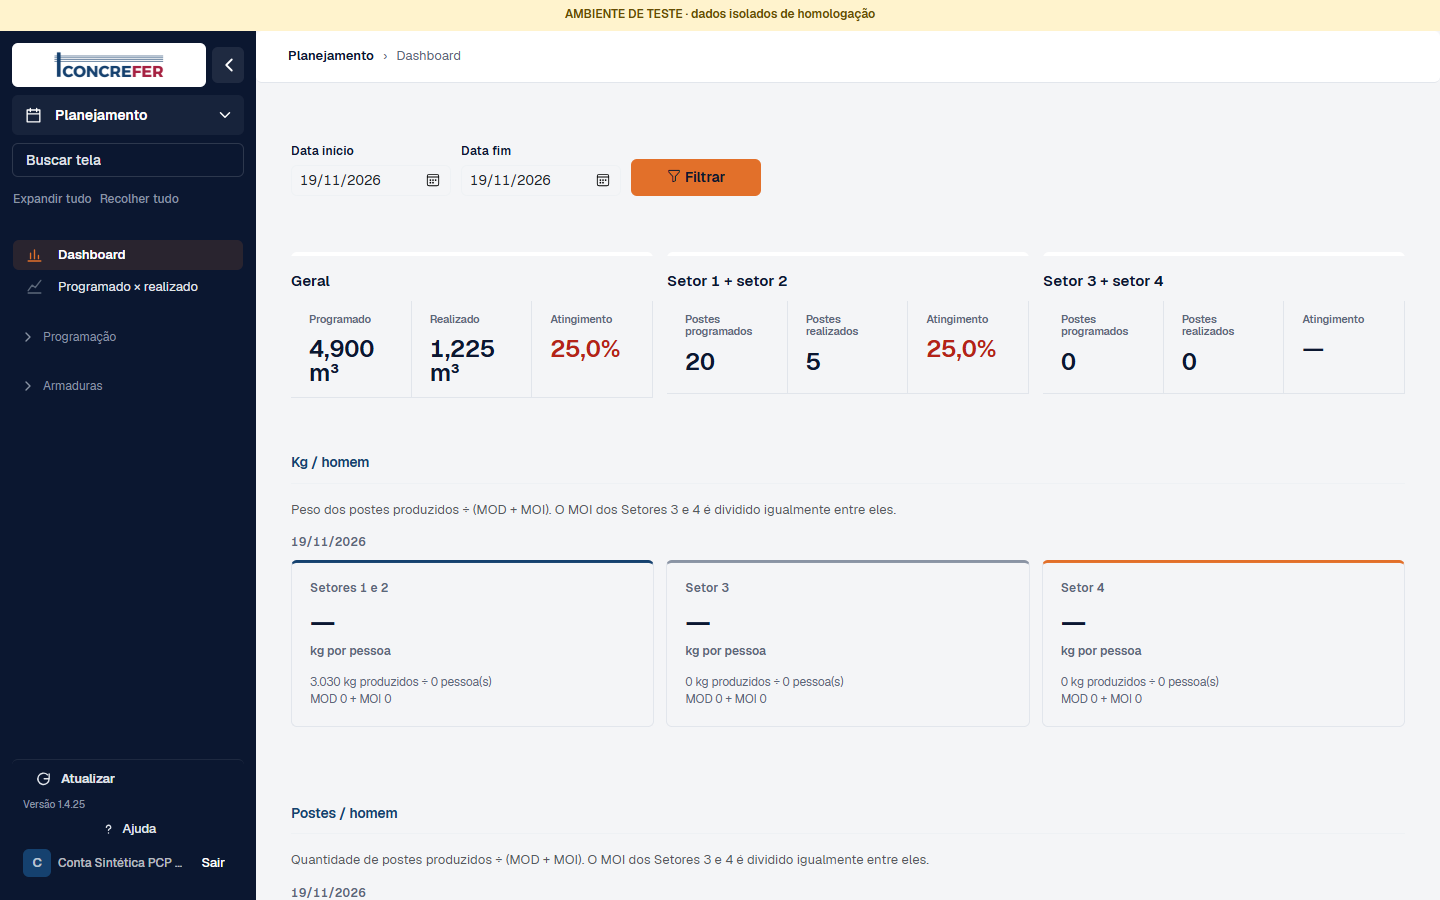 AMBIENTE DE TESTE · dados isolados de homologação
CONCREFER
Planejamento
Buscar tela
Expandir tudo Recolher tudo
Dashboard
Programado × realizado
Programação
Armaduras
Atualizar
Versão 1.4.25
? Ajuda
C Conta Sintética PCP ... Sair
Planejamento › Dashboard
Data início Data fim
19/11/2026 19/11/2026 Filtrar
Geral
Programado Realizado Atingimento
4,900 m³ 1,225 m³ 25,0%
Setor 1 + setor 2
Postes programados Postes realizados Atingimento
20 5 25,0%
Setor 3 + setor 4
Postes programados Postes realizados Atingimento
0 0 —
Kg / homem
Peso dos postes produzidos ÷ (MOD + MOI). O MOI dos Setores 3 e 4 é dividido igualmente entre eles.
19/11/2026
Setores 1 e 2
—
kg por pessoa
3.030 kg produzidos ÷ 0 pessoa(s)
MOD 0 + MOI 0
Setor 3
—
kg por pessoa
0 kg produzidos ÷ 0 pessoa(s)
MOD 0 + MOI 0
Setor 4
—
kg por pessoa
0 kg produzidos ÷ 0 pessoa(s)
MOD 0 + MOI 0
Postes / homem
Quantidade de postes produzidos ÷ (MOD + MOI). O MOI dos Setores 3 e 4 é dividido igualmente entre eles.
19/11/2026